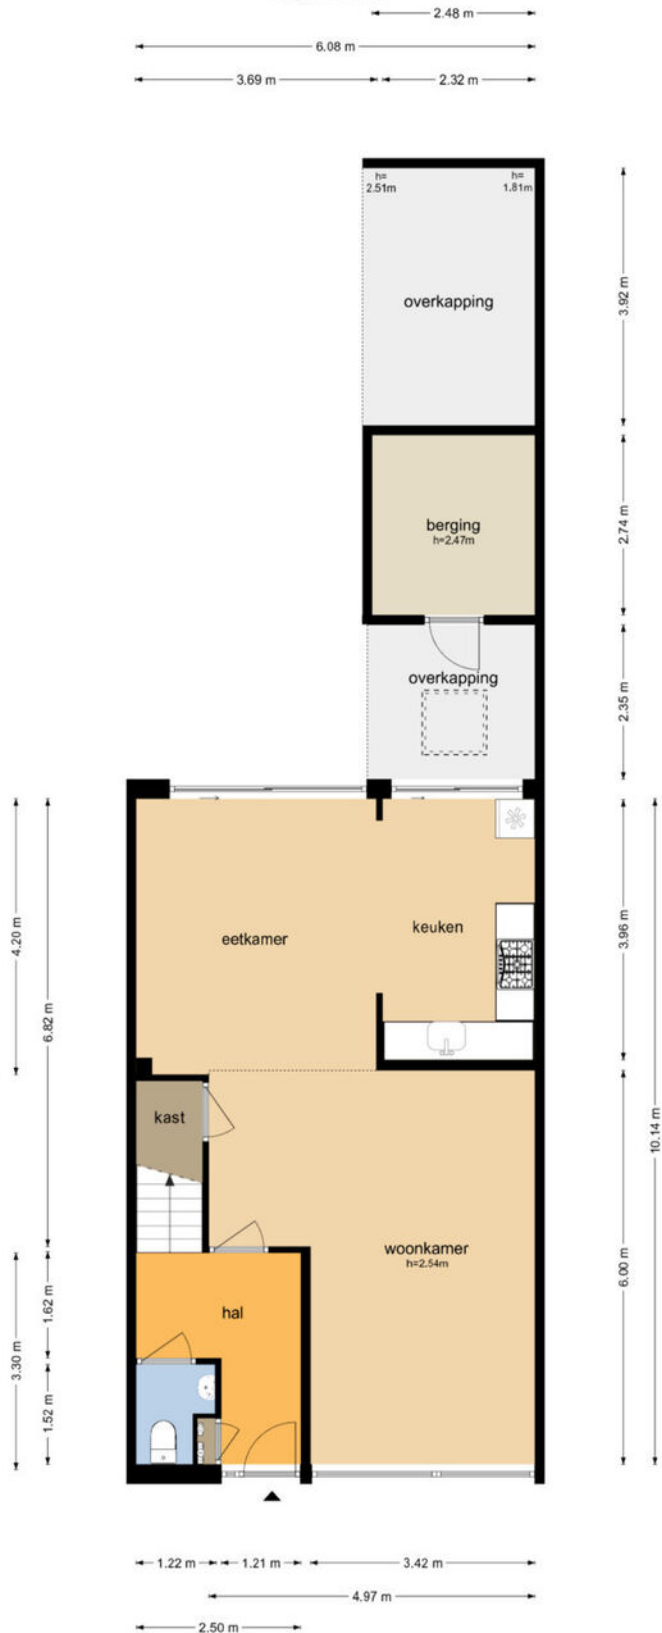 2.48 m
6.08 m
3.69 m
2.32 m
h=
2.51m
h=
1.81m
overkapping
3.92 m
berging
h=2.47m
2.74 m
overkapping
2.35 m
eetkamer
keuken
4.20 m
6.82 m
3.96 m
10.14 m
kast
woonkamer
h=2.54m
6.00 m
hal
1.62 m
3.30 m
1.52 m
1.22 m
1.21 m
3.42 m
4.97 m
2.50 m